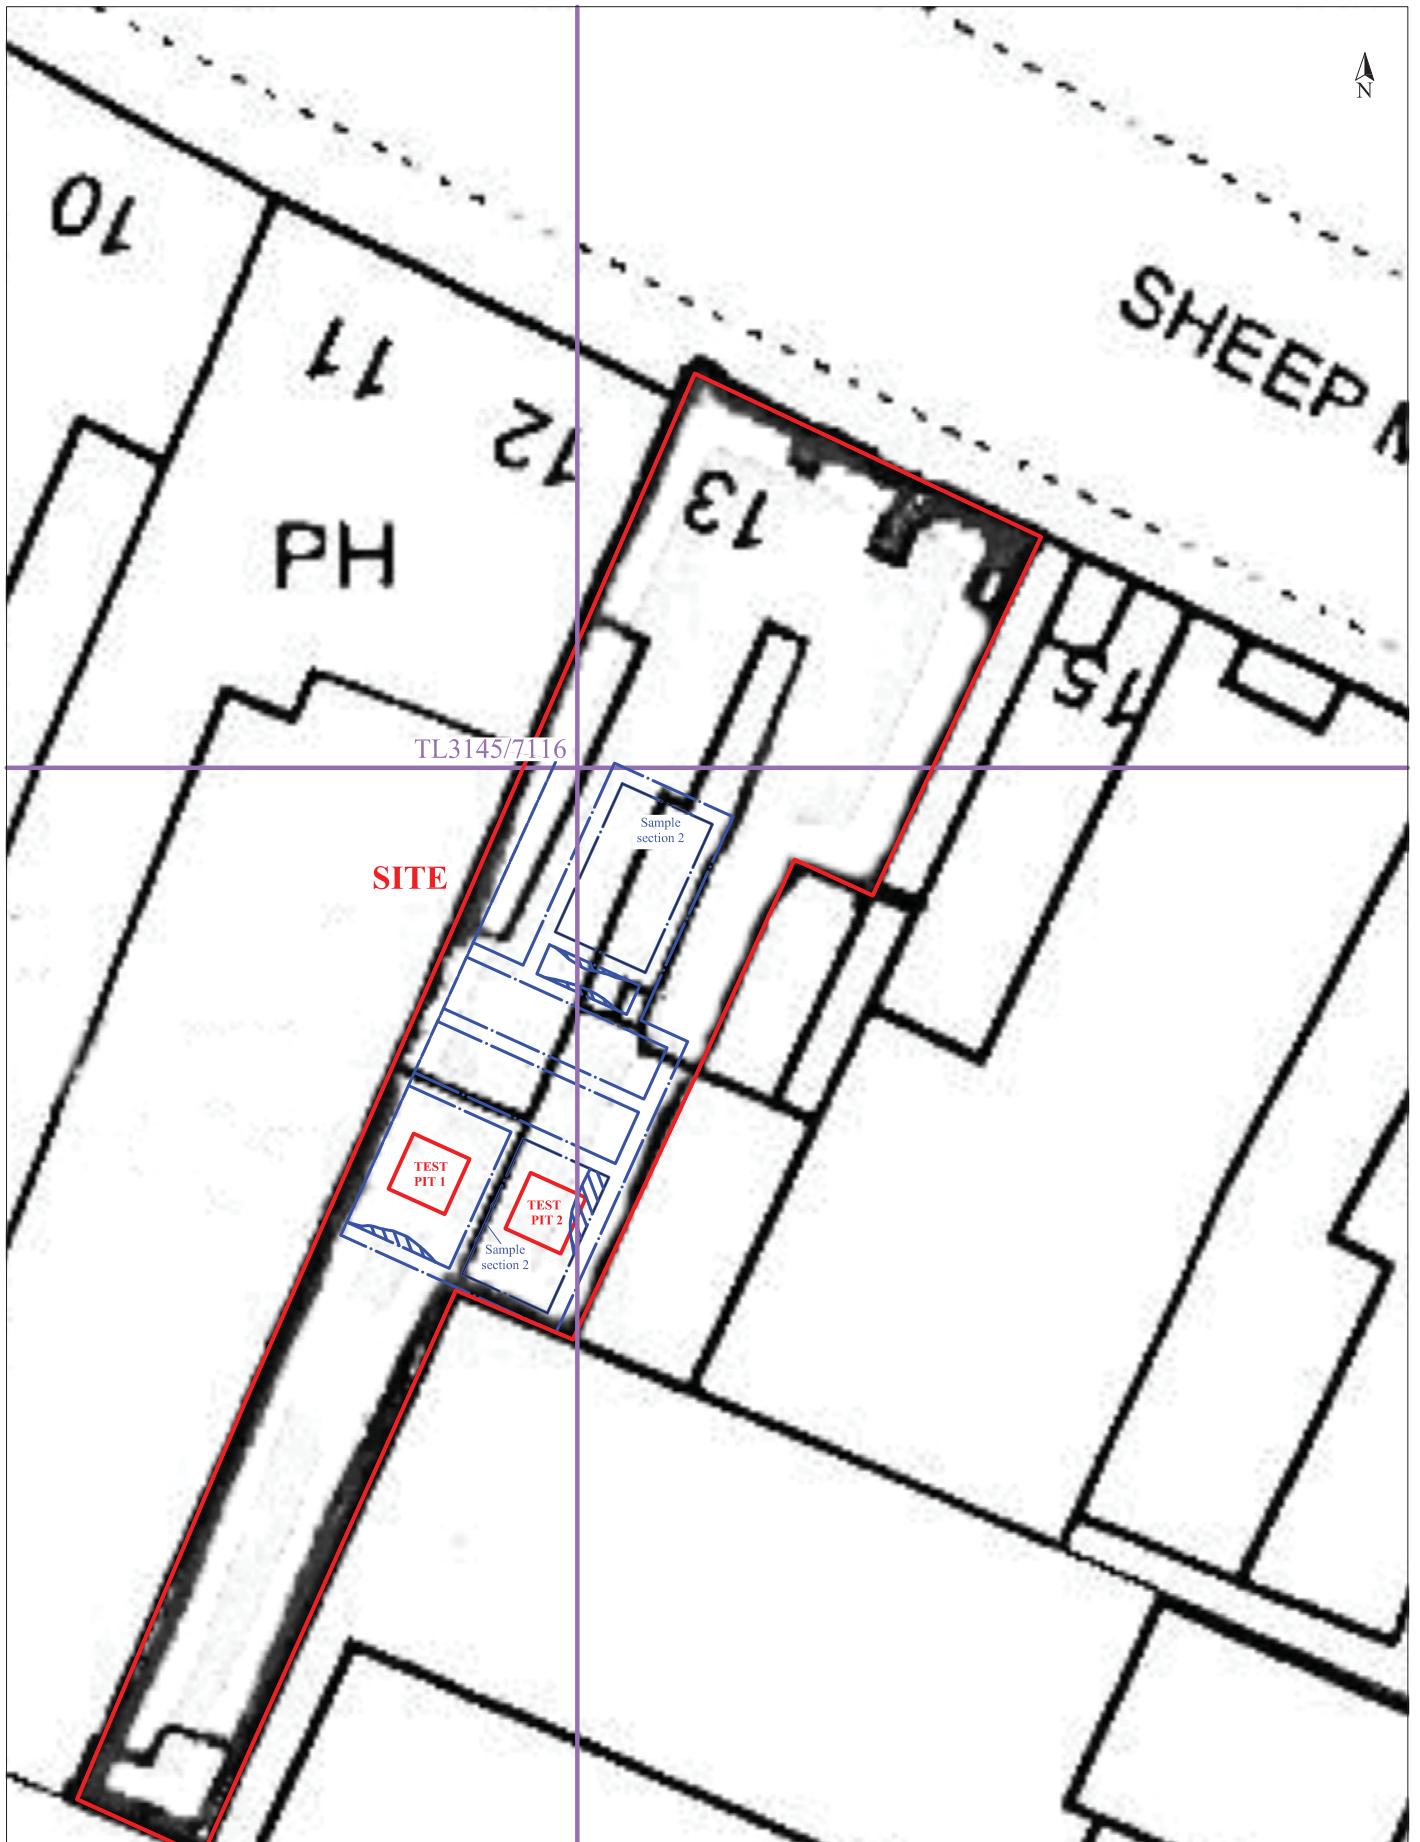 N
10
11
12
SHEEP M
13
PH
15
TL3145/7116
Sample
section 2
SITE
TEST
PIT 1
TEST
PIT 2
Sample
section 2